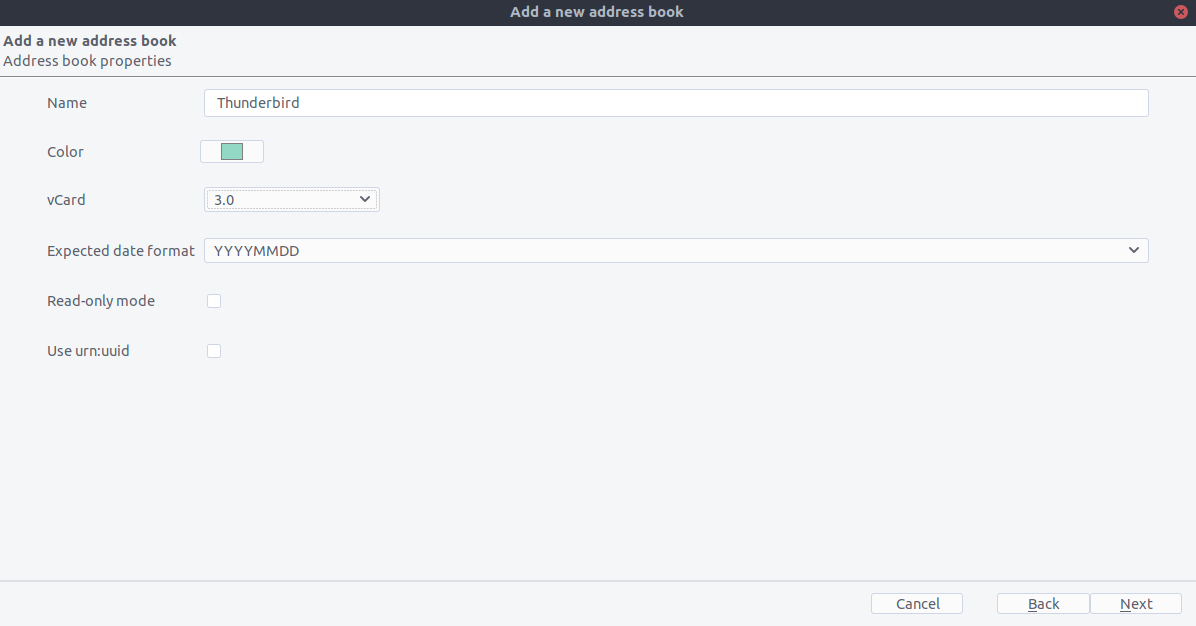 Add a new address book
Add a new address book
Address book properties
Name Thunderbird
Color
vCard 3.0
Expected date format YYYYMMDD
Read-only mode
Use urn:uuid
Cancel Back Next